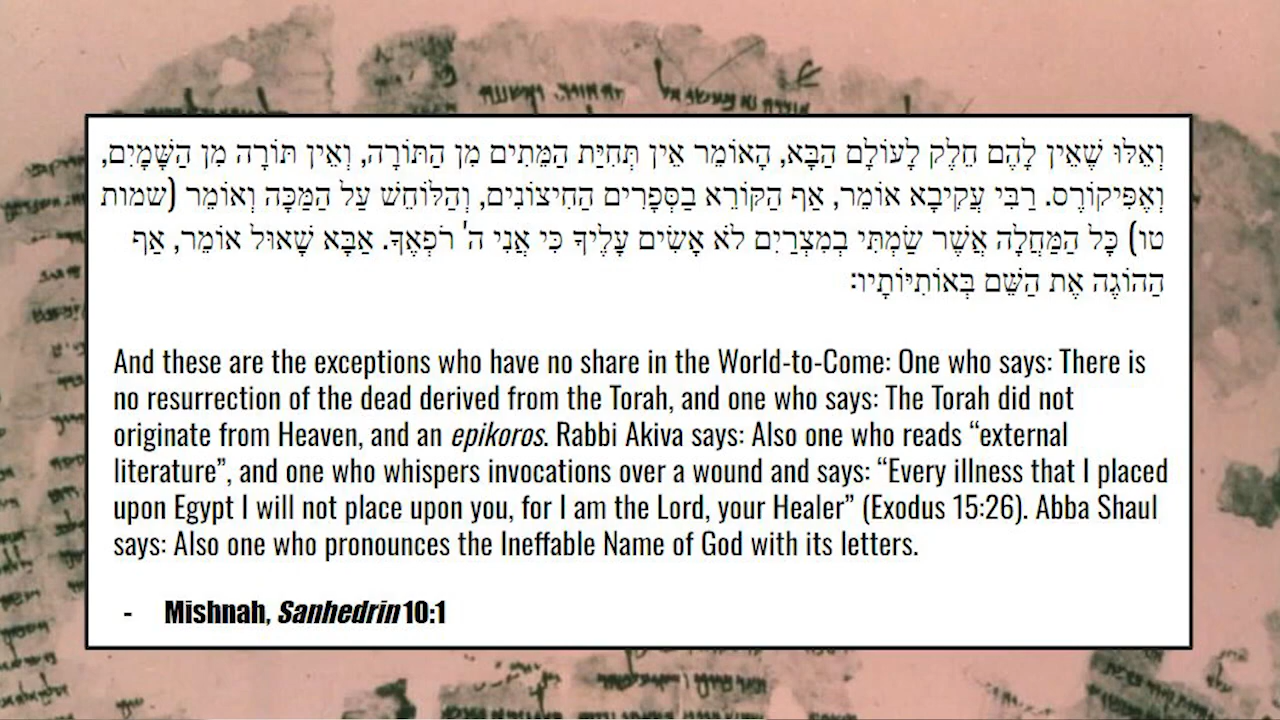 וְאֵלּוּ שֶׁאֵין לָהֶם חֵלֶק לָעוֹלָם הַבָּא, הָאוֹמֵר אֵין תְּחִיַּת הַמֵּתִים מִן הַתּוֹרָה, וְאֵין תּוֹרָה מִן הַשָּׁמָיִם,
וְאֶפִּיקוֹרֶס. רַבִּי עֲקִיבָא אוֹמֵר, אַף הַקּוֹרֵא בַסְּפָרִים הַחִיצוֹנִים, וְהַלּוֹחֵשׁ עַל הַמַּכָּה וְאוֹמֵר (שמות
טו) כָּל הַמַּחֲלָה אֲשֶׁר שַׂמְתִּי בְמִצְרַיִם לֹא אָשִׂים עָלֶיךָ כִּי אֲנִי ה' רֹפְאֶךָ. אַבָּא שָׁאוּל אוֹמֵר, אַף
הַהוֹגֶה אֶת הַשֵּׁם בְּאוֹתִיּוֹתָיו:
And these are the exceptions who have no share in the World-to-Come: One who says: There is
no resurrection of the dead derived from the Torah, and one who says: The Torah did not
originate from Heaven, and an epikoros. Rabbi Akiva says: Also one who reads “external
literature”, and one who whispers invocations over a wound and says: “Every illness that I placed
upon Egypt I will not place upon you, for I am the Lord, your Healer” (Exodus 15:26). Abba Shaul
says: Also one who pronounces the Ineffable Name of God with its letters.
- Mishnah, Sanhedrin 10:1